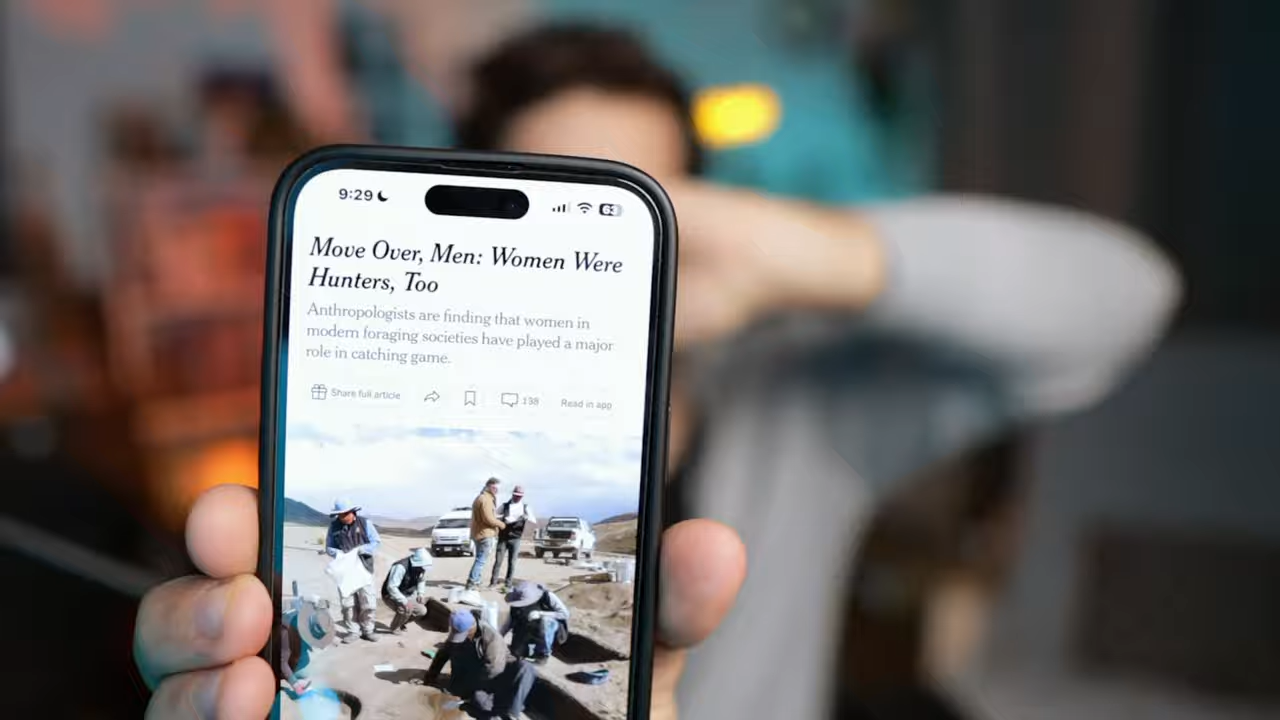 9:29
63
Move Over, Men: Women Were
Hunters, Too
Anthropologists are finding that women in
modern foraging societies have played a major
role in catching game.
Share full article
138
Read in app